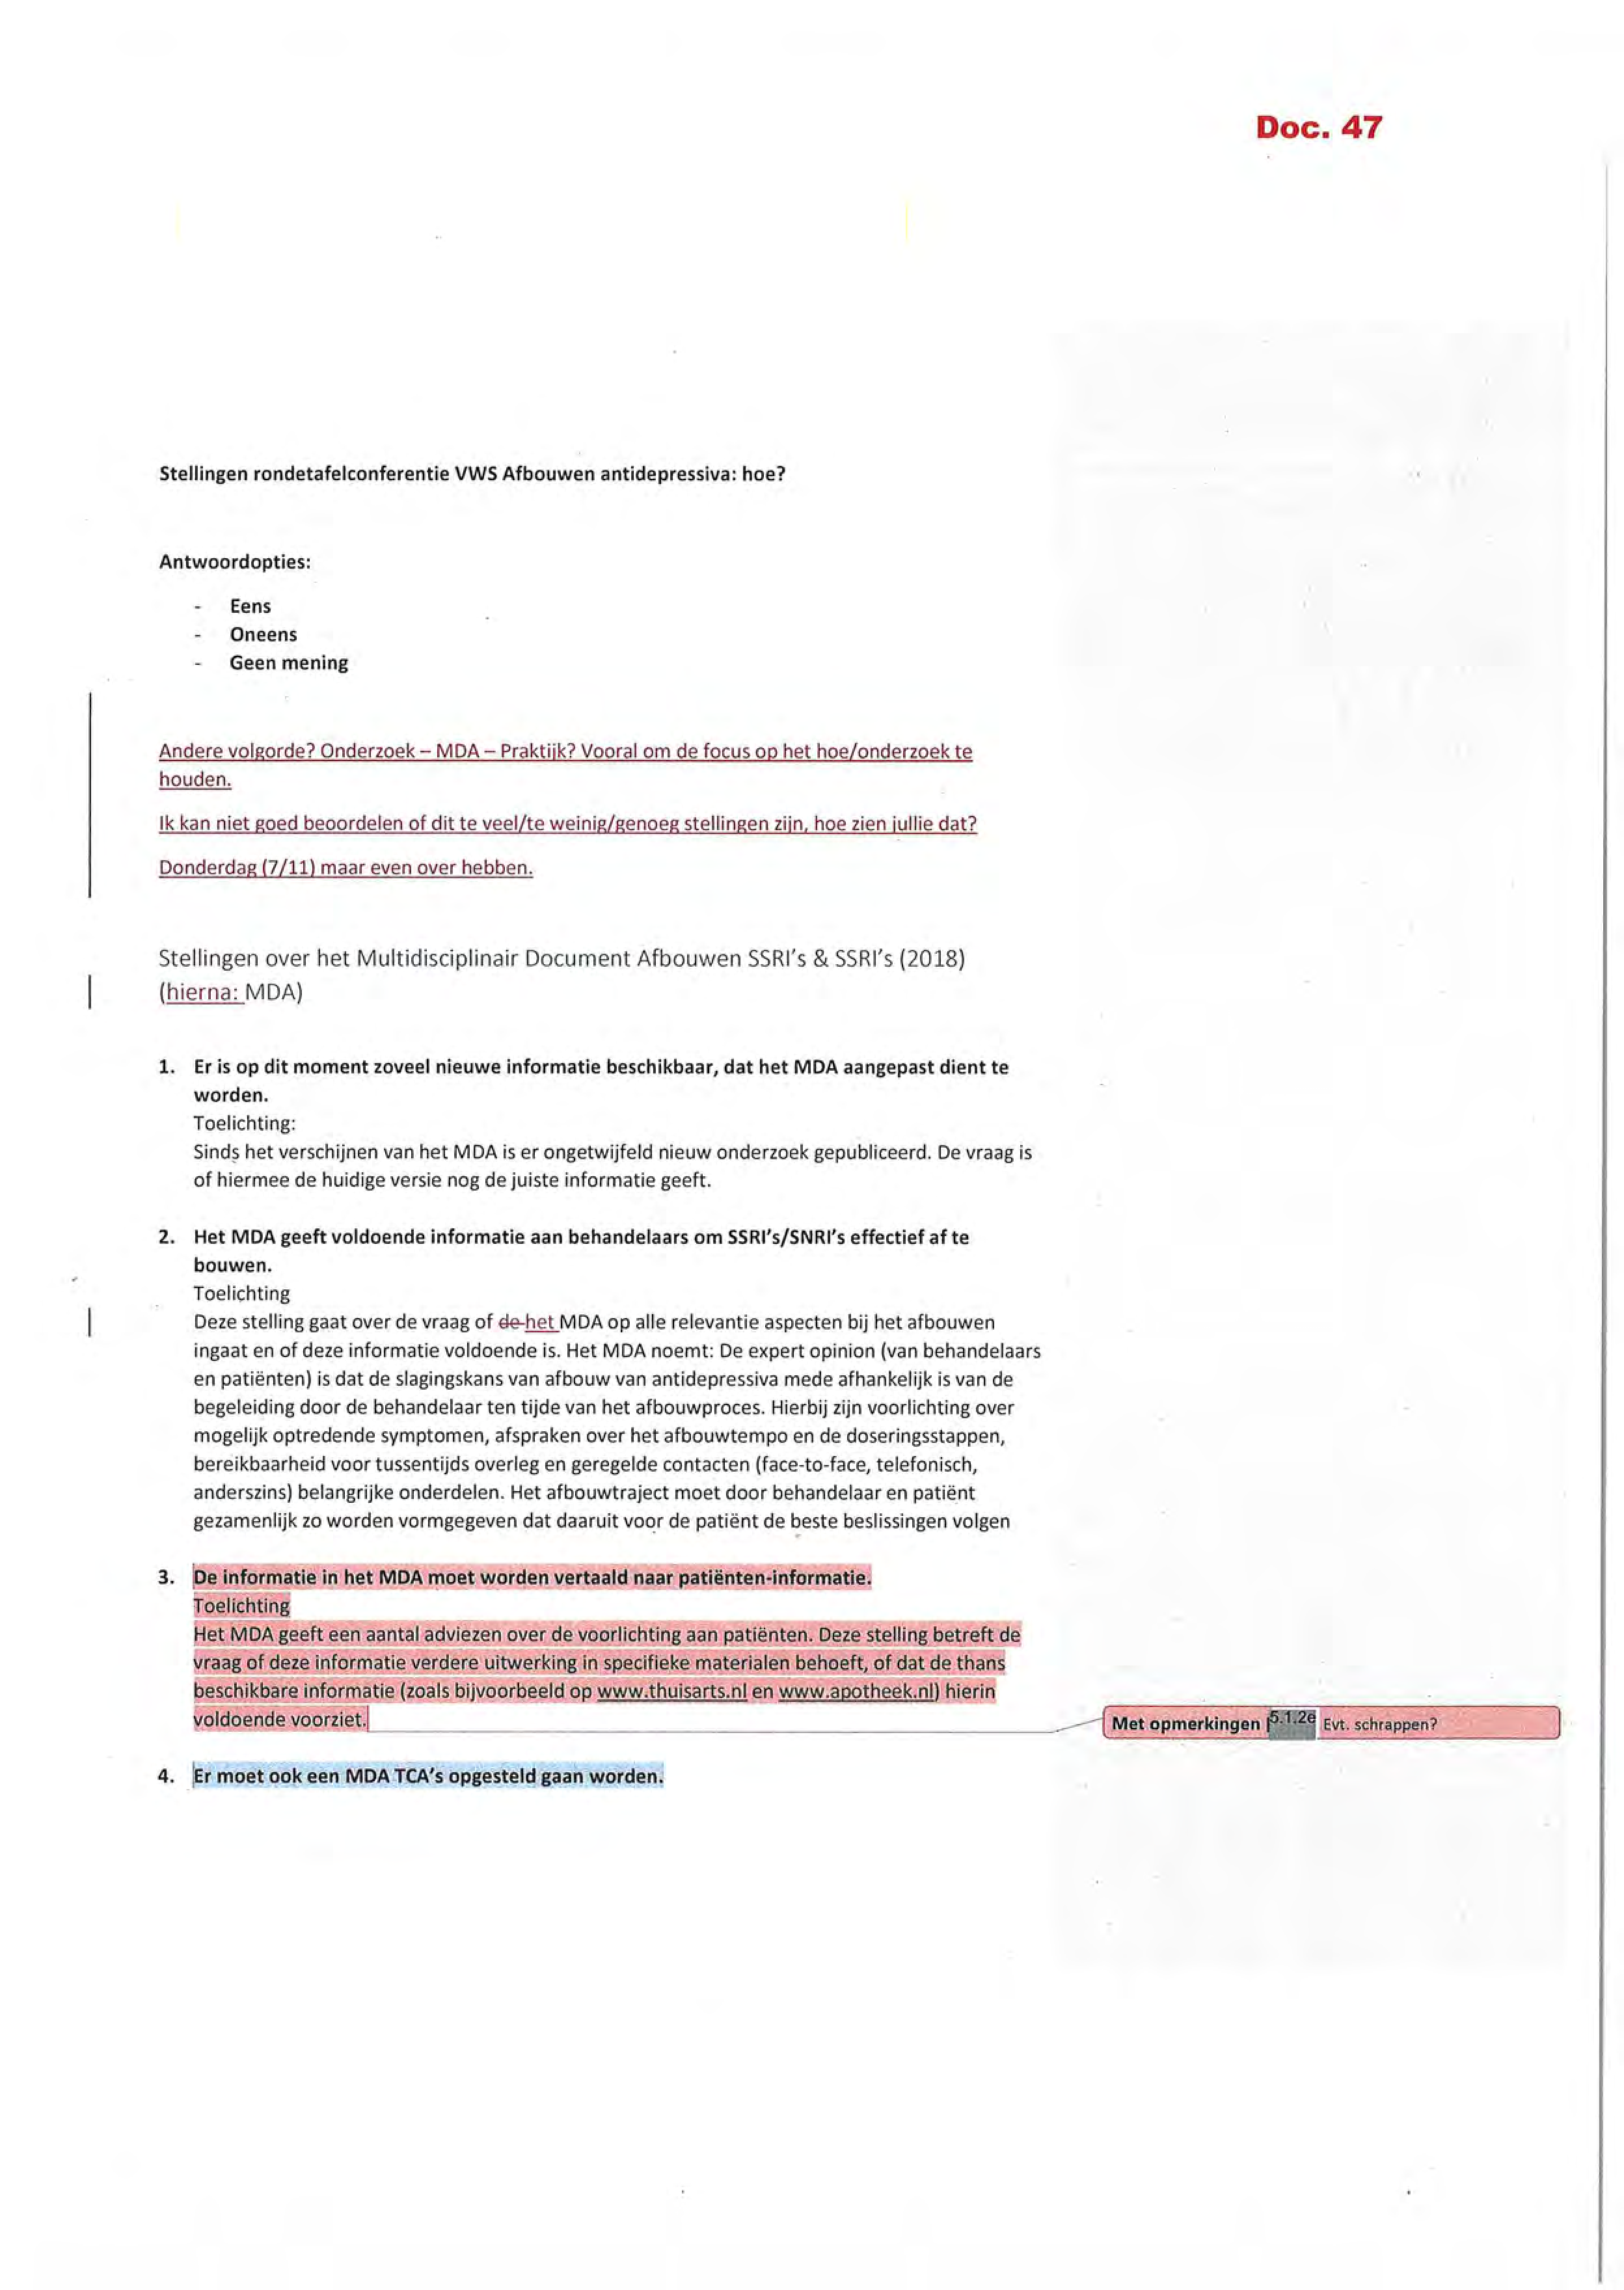 Doc. 47
Stellingen rondetafelconferentie VWS Afbouwen antidepressiva: hoe?
Antwoordopties:
- Eens
- Oneens
- Geen mening
Andere volgorde? Onderzoek – MDA – Praktijk? Vooral om de focus op het hoe/onderzoek te
houden.
Ik kan niet goed beoordelen of dit te veel/te weinig/genoeg stellingen zijn, hoe zien jullie dat?
Donderdag (7/11) maar even over hebben.
Stellingen over het Multidisciplinair Document Afbouwen SSRI's & SSRI's (2018)
(hierna: MDA)
1. Er is op dit moment zoveel nieuwe informatie beschikbaar, dat het MDA aangepast dient te
worden.
Toelichting:
Sinds het verschijnen van het MDA is er ongetwijfeld nieuw onderzoek gepubliceerd. De vraag is
of hiermee de huidige versie nog de juiste informatie geeft.
2. Het MDA geeft voldoende informatie aan behandelaars om SSRI's/SNRI's effectief af te
bouwen.
Toelichting
Deze stelling gaat over de vraag of de het MDA op alle relevantie aspecten bij het afbouwen
ingaat en of deze informatie voldoende is. Het MDA noemt: De expert opinion (van behandelaars
en patiënten) is dat de slagingskans van afbouw van antidepressiva mede afhankelijk is van de
begeleiding door de behandelaar ten tijde van het afbouwproces. Hierbij zijn voorlichting over
mogelijk optredende symptomen, afspraken over het afbouwtempo en de doseringsstappen,
bereikbaarheid voor tussentijds overleg en geregelde contacten (face-to-face, telefonisch,
anderszins) belangrijke onderdelen. Het afbouwtraject moet door behandelaar en patiënt
gezamenlijk zo worden vormgegeven dat daaruit voor de patiënt de beste beslissingen volgen
3. De informatie in het MDA moet worden vertaald naar patiënten-informatie.
Toelichting
Het MDA geeft een aantal adviezen over de voorlichting aan patiënten. Deze stelling betreft de
vraag of deze informatie verdere uitwerking in specifieke materialen behoeft, of dat de thans
beschikbare informatie (zoals bijvoorbeeld op www.thuisarts.nl en www.apotheek.nl) hierin
voldoende voorziet.
Met opmerkingen 5.1.2e Evt. schrappen?
4. Er moet ook een MDA TCA's opgesteld gaan worden.